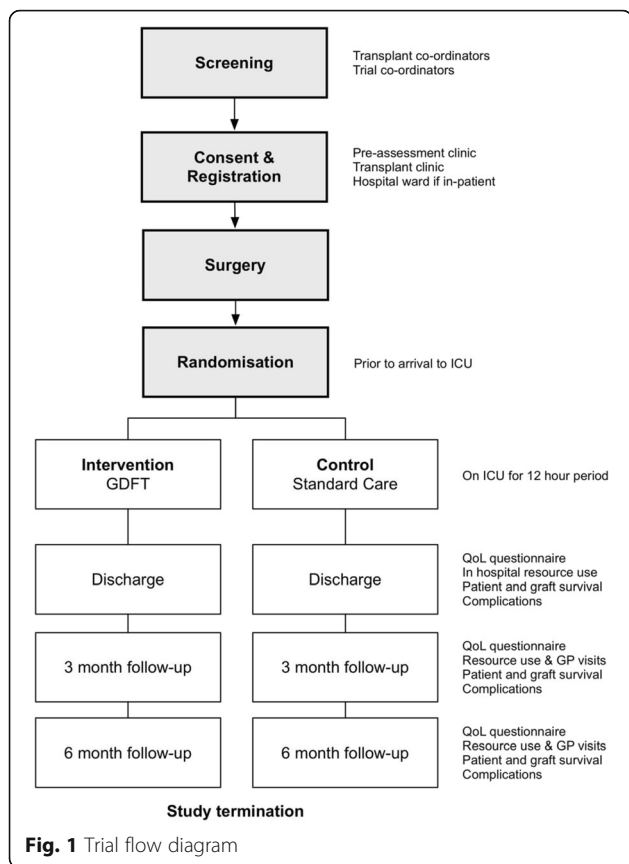 Screening
Transplant co-ordinators
Trial co-ordinators
Consent &
Registration
Pre-assessment clinic
Transplant clinic
Hospital ward if in-patient
Surgery
Randomisation
Prior to arrival to ICU
Intervention
GDFT
Control
Standard Care
On ICU for 12 hour period
Discharge
Discharge
QoL questionnaire
In hospital resource use
Patient and graft survival
Complications
3 month follow-up
3 month follow-up
QoL questionnaire
Resource use & GP visits
Patient and graft survival
Complications
6 month follow-up
6 month follow-up
QoL questionnaire
Resource use & GP visits
Patient and graft survival
Complications
Study termination
Fig. 1 Trial flow diagram